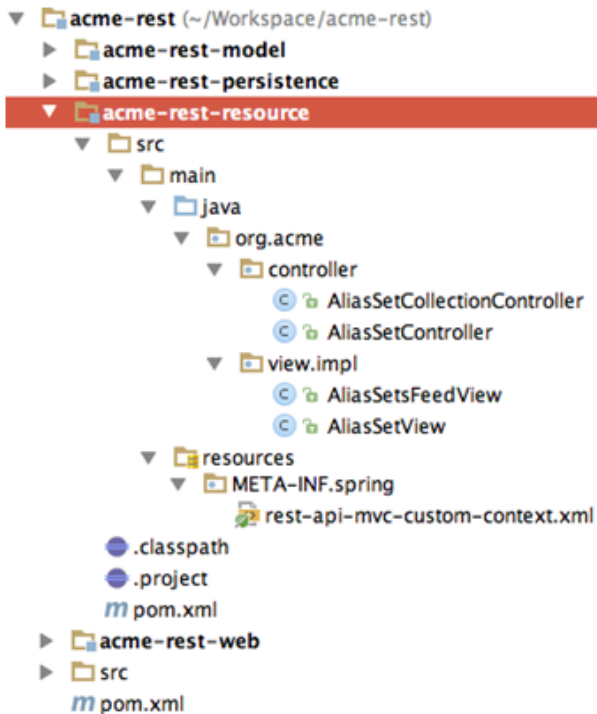 acme-rest (~/Workspace/acme-rest)
acme-rest-model
acme-rest-persistence
acme-rest-resource
src
main
java
org.acme
controller
C AliasSetCollectionController
C AliasSetController
view.impl
C AliasSetsFeedView
C AliasSetView
resources
META-INF.spring
rest-api-mvc-custom-context.xml
.classpath
.project
m pom.xml
acme-rest-web
src
m pom.xml